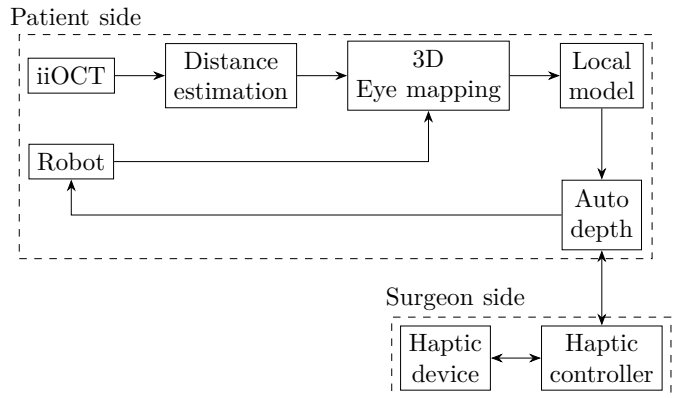 Patient side
iiOCT
Distance
estimation
3D
Eye mapping
Local
model
Robot
Auto
depth
Surgeon side
Haptic
device
Haptic
controller